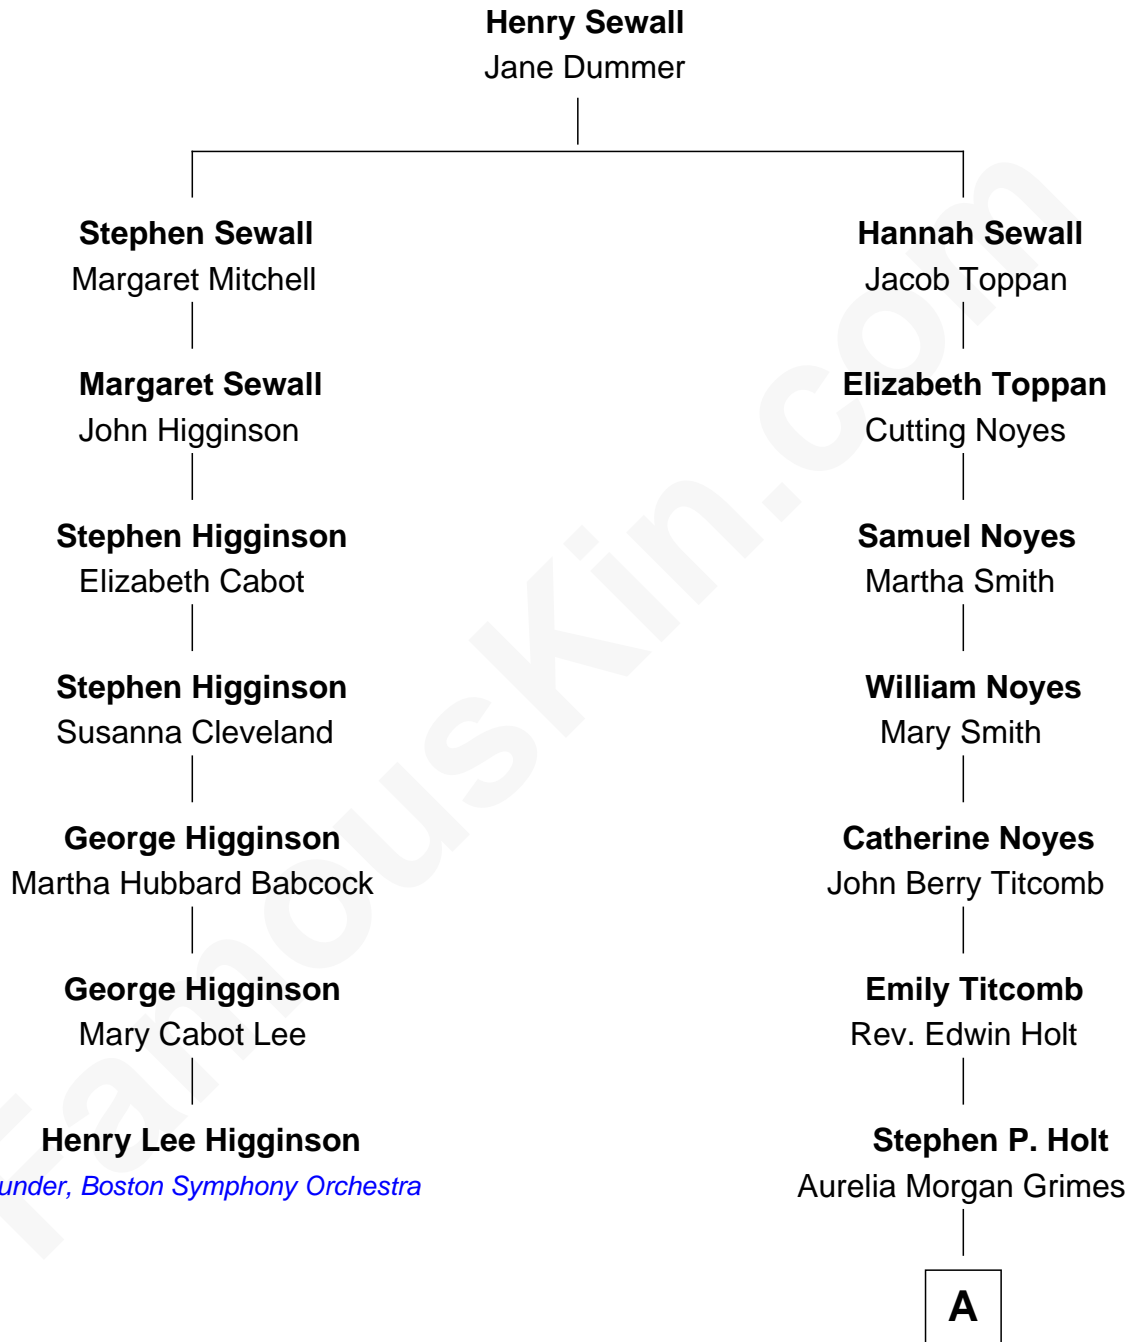 Henry Sewall
Jane Dummer
Stephen Sewall
Margaret Mitchell
Hannah Sewall
Jacob Toppan
Margaret Sewall
John Higginson
Elizabeth Toppan
Cutting Noyes
Stephen Higginson
Elizabeth Cabot
Samuel Noyes
Martha Smith
Stephen Higginson
Susanna Cleveland
William Noyes
Mary Smith
George Higginson
Martha Hubbard Babcock
Catherine Noyes
John Berry Titcomb
George Higginson
Mary Cabot Lee
Emily Titcomb
Rev. Edwin Holt
Henry Lee Higginson
under, Boston Symphony Orchestra
Stephen P. Holt
Aurelia Morgan Grimes
A
FamousKin.com